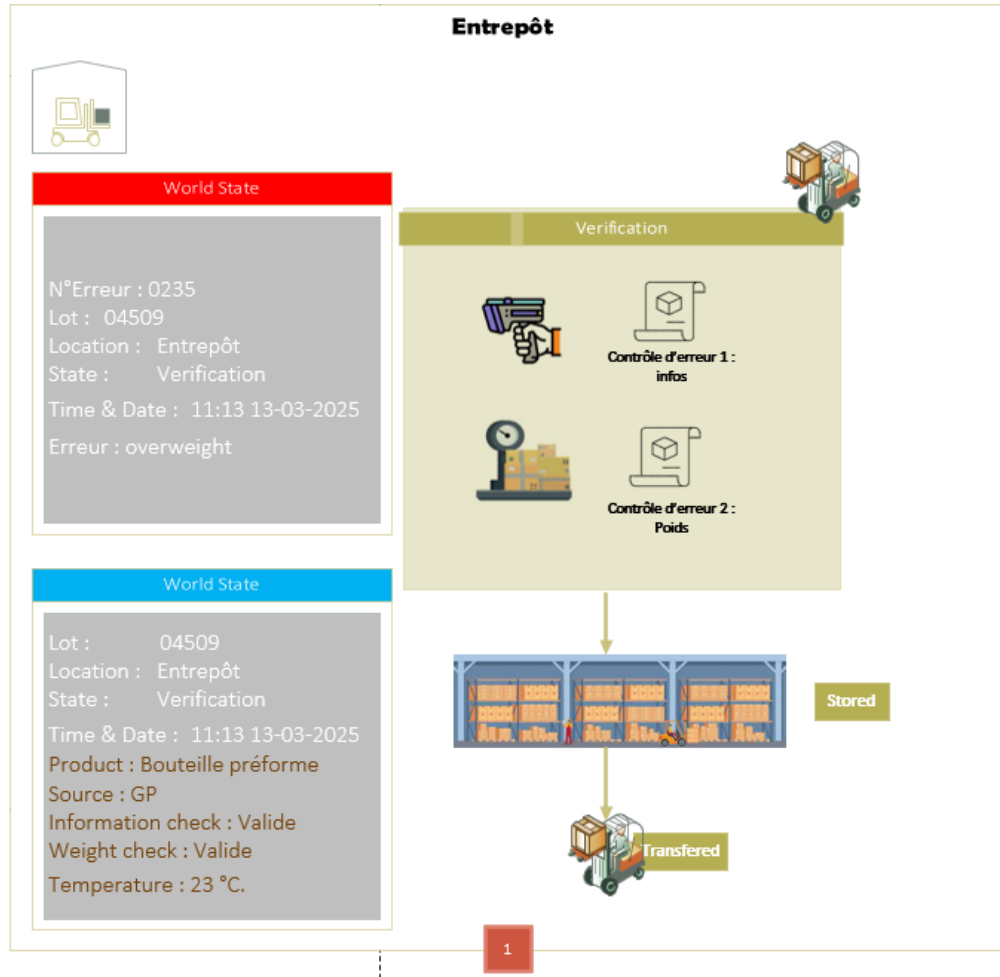 Entrepôt
World State
N°Erreur : 0235
Lot : 04509
Location : Entrepôt
State : Verification
Time & Date : 11:13 13-03-2025
Erreur : overweight
Verification
Contrôle d'erreur 1 :
infos
Contrôle d'erreur 2 :
Poids
World State
Lot : 04509
Location : Entrepôt
State : Verification
Time & Date : 11:13 13-03-2025
Product : Bouteille préforme
Source : GP
Information check : Valide
Weight check : Valide
Temperature : 23 °C.
Stored
Transfered
1